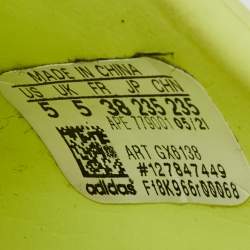 MADE IN CHINA
US UK FR JP CHN
5 5 38 235 235
APE 779001 05/21
ART GX6138
#127847449
adidas F18K966r00068